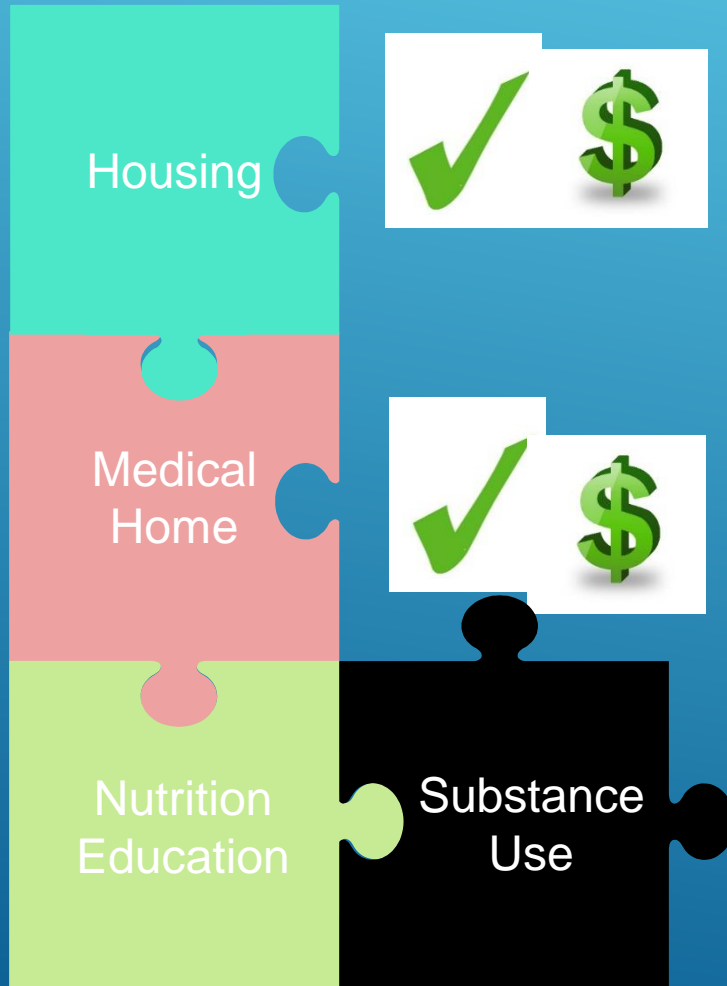 Housing
Medical
Home
Nutrition
Education
Substance
Use